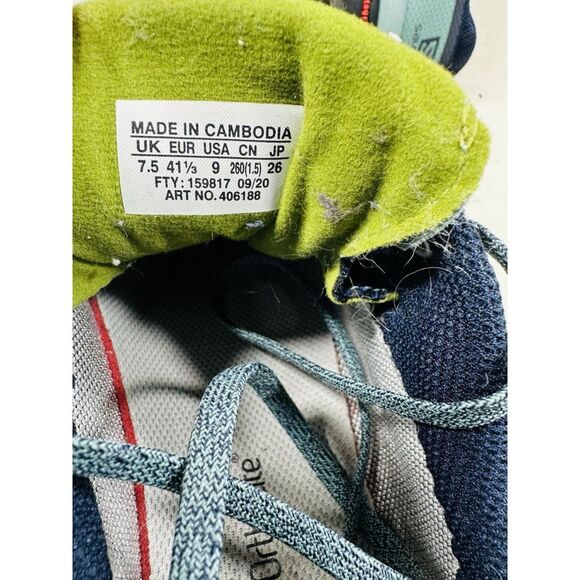 MADE IN CAMBODIA
UK EUR USA CN JP
7.5 41⅓ 9 260(1.5) 26
FTY: 159817 09/20
ART NO. 406188